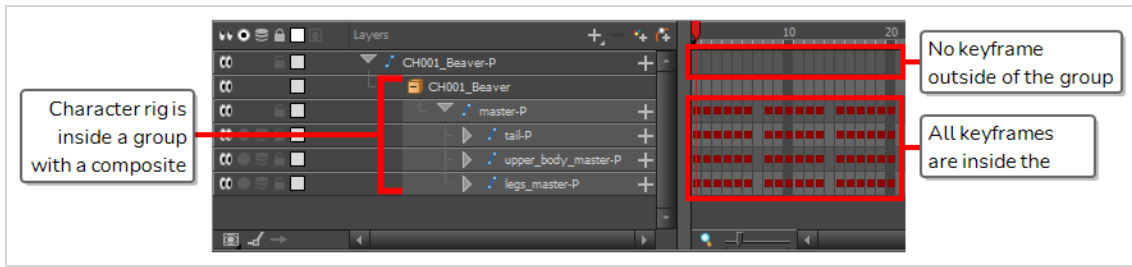 Layers
10
20
CH001_Beaver-P
CH001_Beaver
master-P
tail-P
upper_body_master-P
legs_master-P
Character rig is
inside a group
with a composite
No keyframe
outside of the group
All keyframes
are inside the